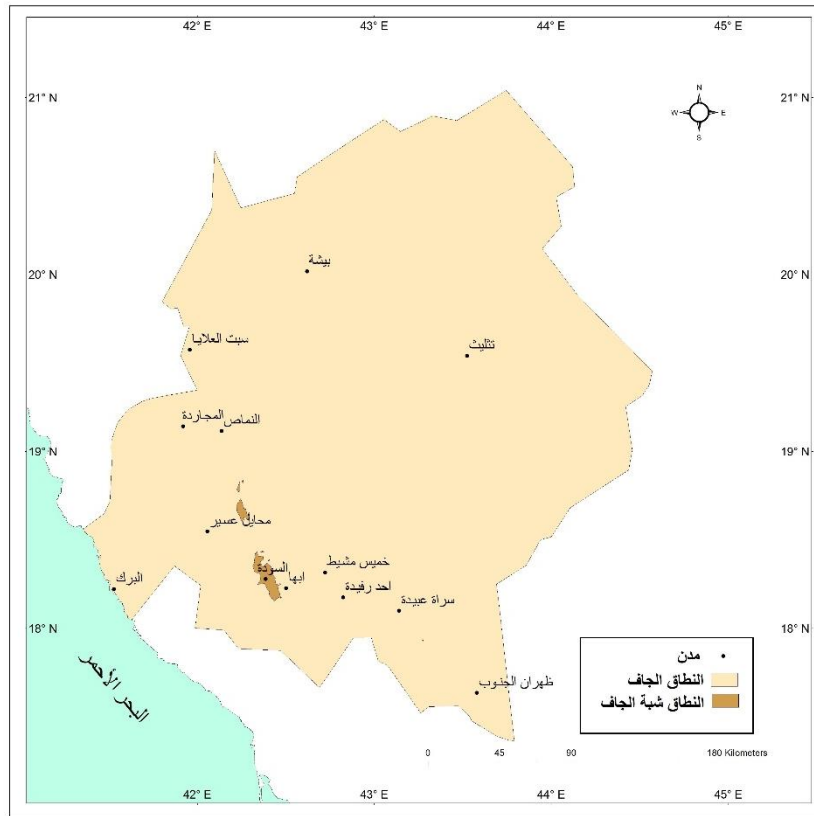 42° E 43° E 44° E 45° E
21° N 21° N
N
W E
S
20° N 20° N
بيشة
سبت العلايا
تثليث
المجاردة
النماص
19° N 19° N
محايل عسير
السودة
ابها
خميس مشيط
احد رفيدة
البرك
سراة عبيدة
18° N 18° N
ظهران الجنوب
البحر الأحمر
مدن
النطاق الجاف
النطاق شبة الجاف
0 45 90 180 Kilometers
42° E 43° E 44° E 45° E